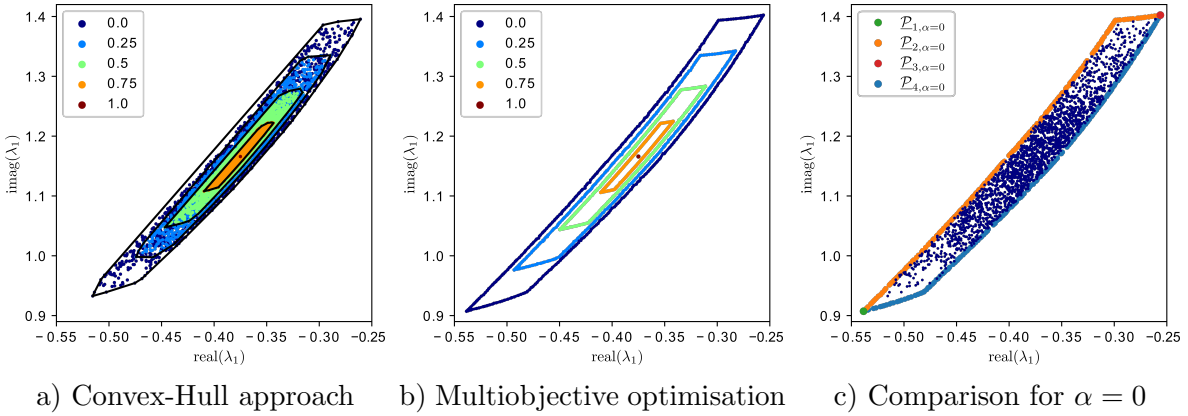 1.4
1.3
1.2
1.1
1.0
0.9
imag(λ₁)
0.0
0.25
0.5
0.75
1.0
−0.55 −0.50 −0.45 −0.40 −0.35 −0.30 −0.25
real(λ₁)
a) Convex-Hull approach
1.4
1.3
1.2
1.1
1.0
0.9
imag(λ₁)
0.0
0.25
0.5
0.75
1.0
−0.55 −0.50 −0.45 −0.40 −0.35 −0.30 −0.25
real(λ₁)
b) Multiobjective optimisation
1.4
1.3
1.2
1.1
1.0
0.9
imag(λ₁)
<u>𝒫</u>₁,α=0
<u>𝒫</u>₂,α=0
<u>𝒫</u>₃,α=0
<u>𝒫</u>₄,α=0
−0.55 −0.50 −0.45 −0.40 −0.35 −0.30 −0.25
real(λ₁)
c) Comparison for α = 0